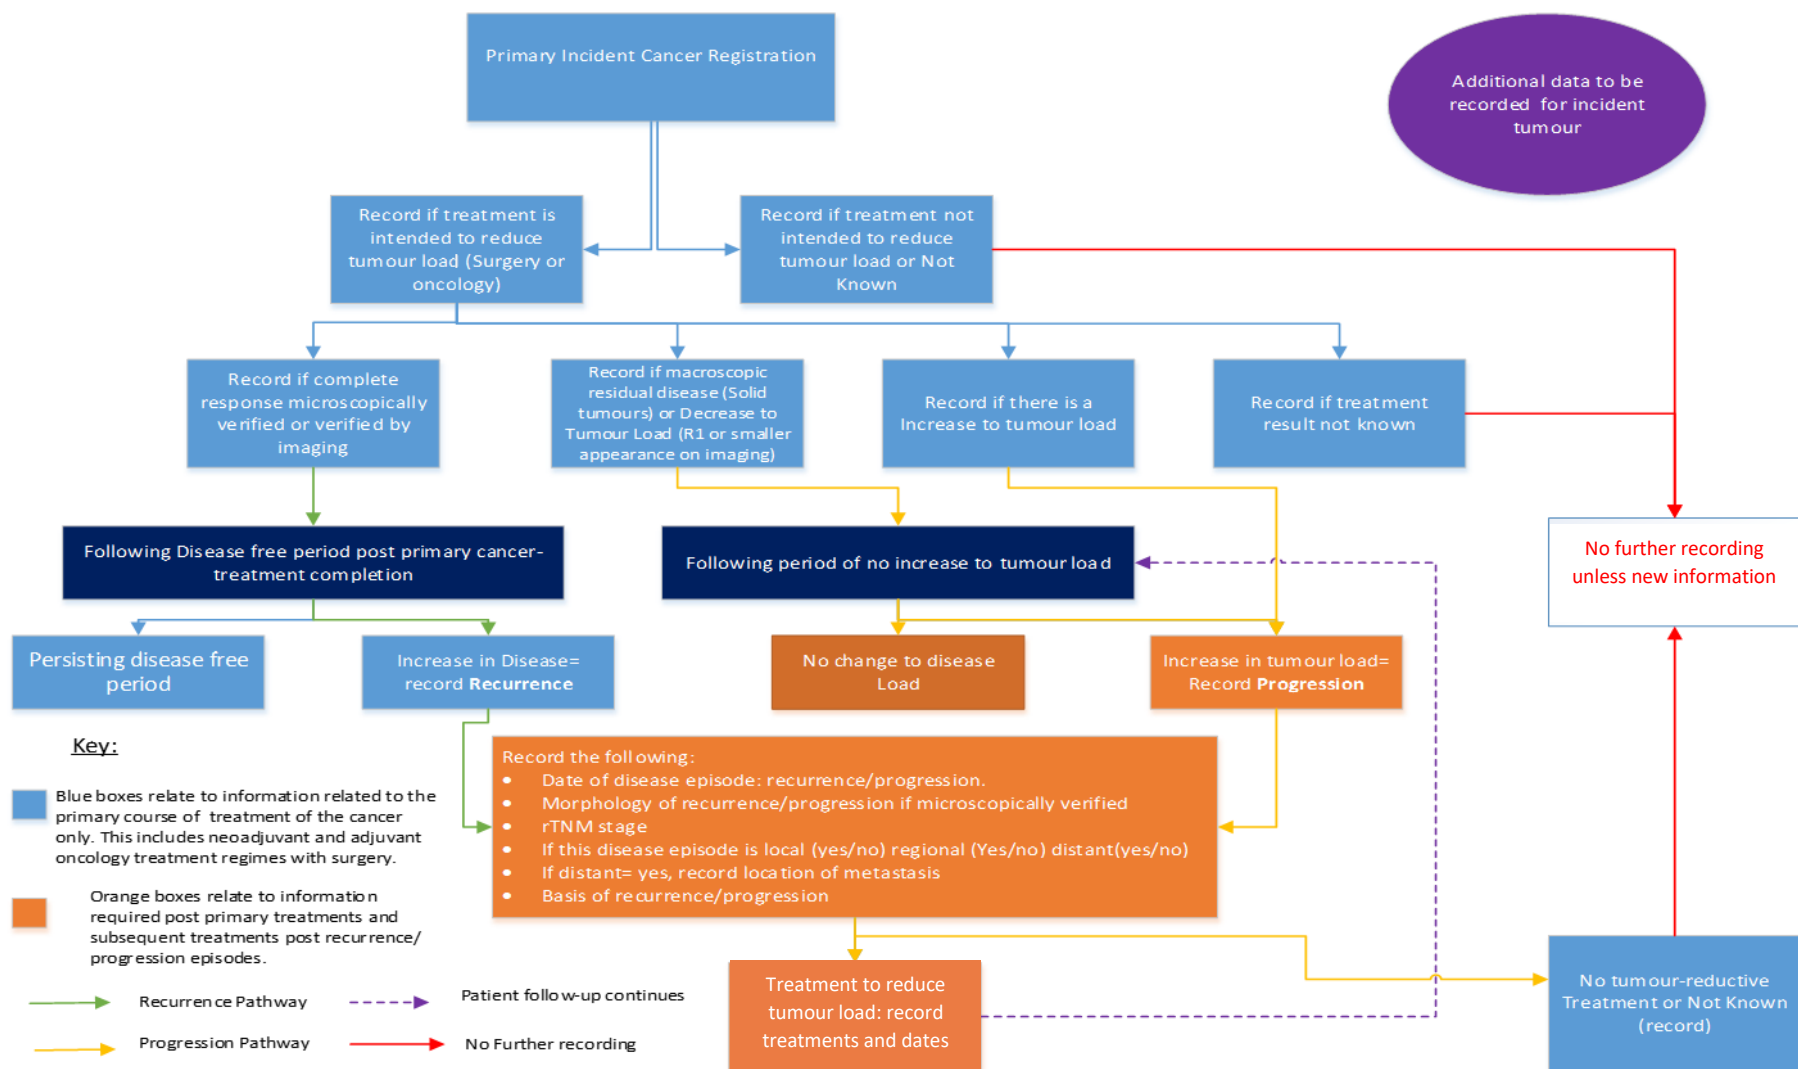 Primary Incident Cancer Registration
Additional data to be
recorded  for incident
tumour
Record if treatment is
intended to reduce
tumour load (Surgery or
oncology)
Record if treatment not
intended to reduce
tumour load or Not
Known
Record if complete
response microscopically
verified or verified by
imaging
Record if macroscopic
residual disease (Solid
tumours) or Decrease to
Tumour Load (R1 or smaller
appearance on imaging)
Record if there is a
Increase to tumour load
Record if treatment
result not known
Following Disease free period post primary cancer-
treatment completion
Following period of no increase to tumour load
No further recording
unless new information
Persisting disease free
period
Increase in Disease=
record Recurrence
No change to disease
Load
Increase in tumour load=
Record Progression
Key:
Blue boxes relate to information related to the
primary course of  treatment of the cancer
only. This includes neoadjuvant and adjuvant
oncology treatment regimes with surgery.
Orange boxes relate to information
required post primary treatments and
subsequent treatments post recurrence/
progression episodes.
Recurrence Pathway
Patient follow-up continues
Progression Pathway
No Further recording
Record the following:
• Date of disease episode: recurrence/progression.
• Morphology of recurrence/progression if microscopically verified
• rTNM stage
• If this disease episode is local (yes/no) regional (Yes/no) distant(yes/no)
• If distant= yes, record location of metastasis
• Basis of recurrence/progression
Treatment to reduce
tumour load: record
treatments and dates
No tumour-reductive
Treatment or Not Known
(record)